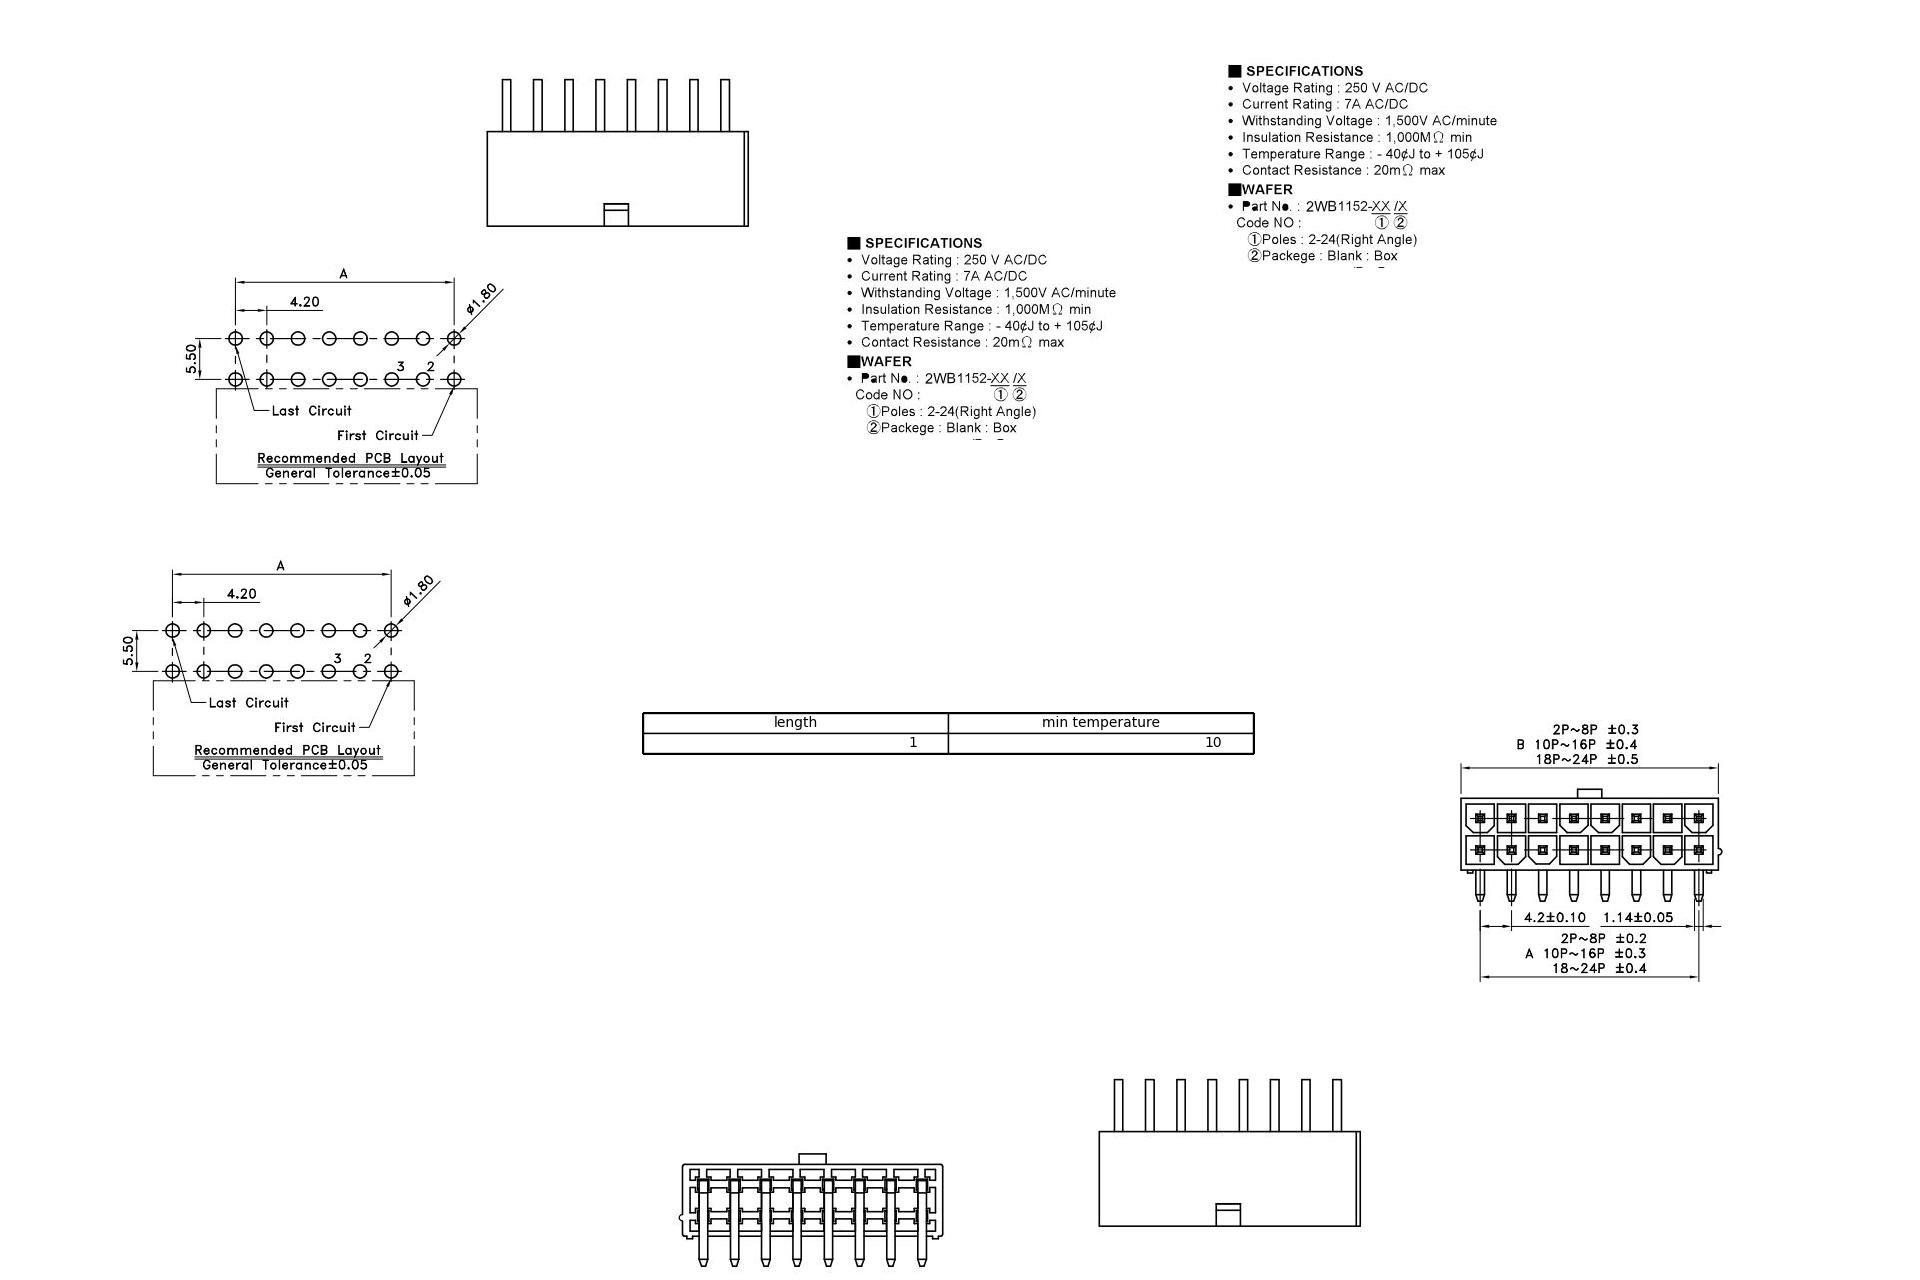 ■ SPECIFICATIONS
• Voltage Rating : 250 V AC/DC
• Current Rating : 7A AC/DC
• Withstanding Voltage : 1,500V AC/minute
• Insulation Resistance : 1,000MΩ min
• Temperature Range : - 40¢J to + 105¢J
• Contact Resistance : 20mΩ max
■WAFER
• Part No. : 2WB1152-XX /X
Code NO : ① ②
①Poles : 2-24(Right Angle)
②Packege : Blank : Box
■ SPECIFICATIONS
• Voltage Rating : 250 V AC/DC
• Current Rating : 7A AC/DC
• Withstanding Voltage : 1,500V AC/minute
• Insulation Resistance : 1,000MΩ min
• Temperature Range : - 40¢J to + 105¢J
• Contact Resistance : 20mΩ max
■WAFER
• Part No. : 2WB1152-XX /X
Code NO : ① ②
①Poles : 2-24(Right Angle)
②Packege : Blank : Box
A
4.20
ø1.80
5.50
3 2
Last Circuit
First Circuit
Recommended PCB Layout
General Tolerance±0.05
A
4.20
ø1.80
5.50
3 2
Last Circuit
First Circuit
Recommended PCB Layout
General Tolerance±0.05
length min temperature
1 10
2P~8P ±0.3
B 10P~16P ±0.4
18P~24P ±0.5
4.2±0.10 1.14±0.05
2P~8P ±0.2
A 10P~16P ±0.3
18~24P ±0.4